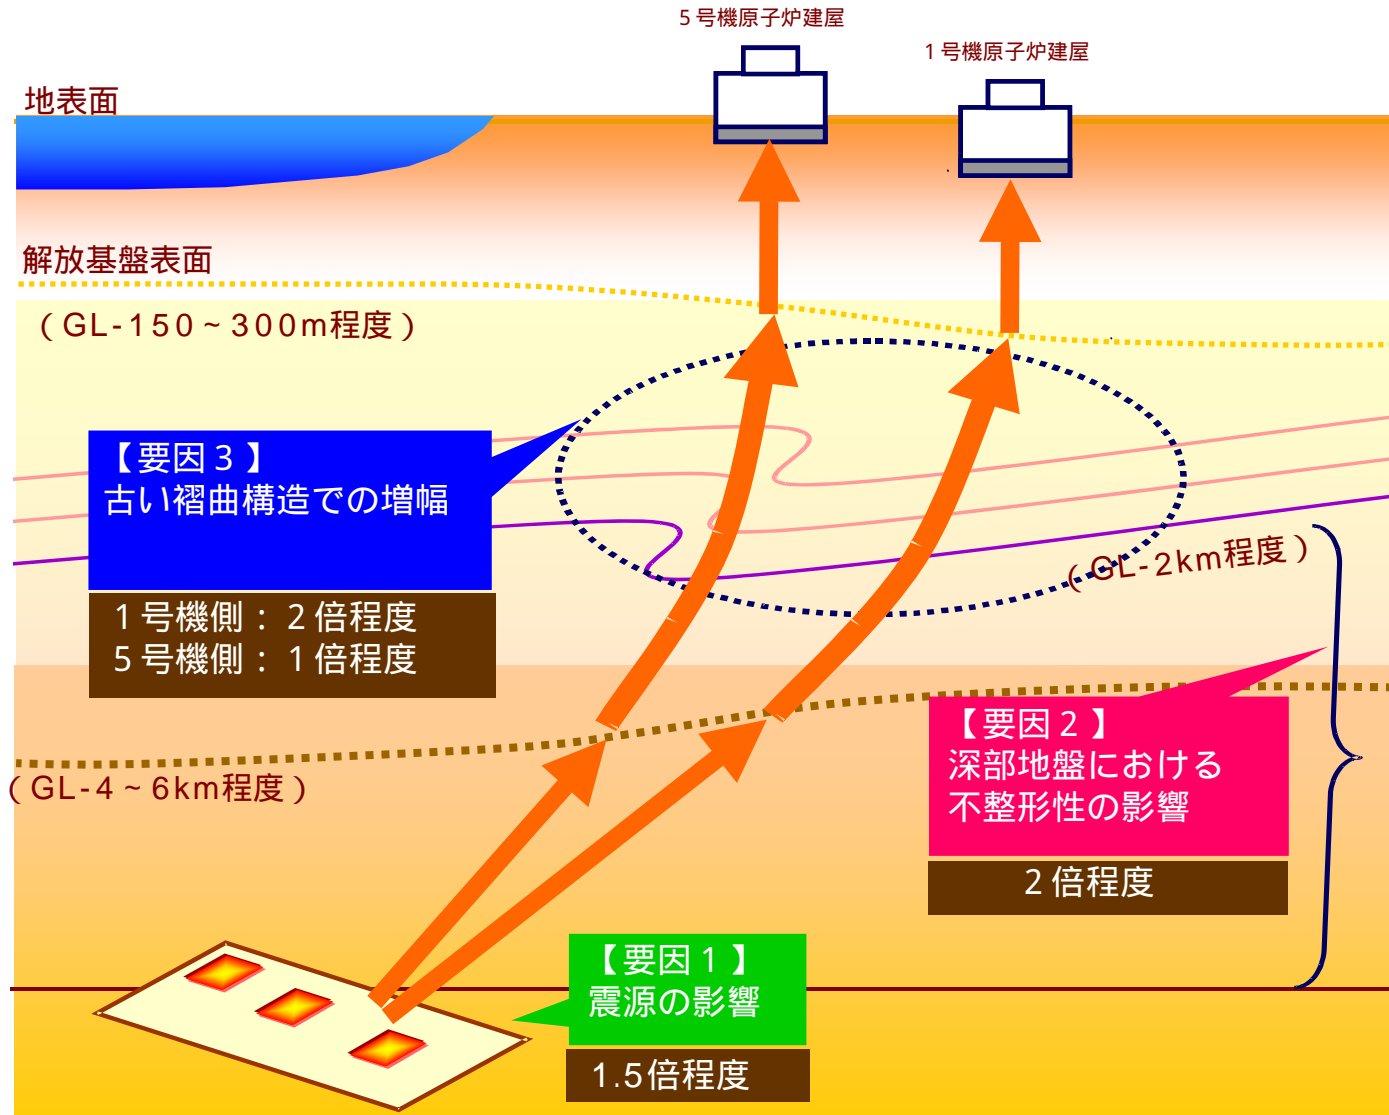 5号機原子炉建屋
1号機原子炉建屋
地表面
解放基盤表面
（GL-150～300m程度）
【要因3】
古い褶曲構造での増幅
1号機側：2倍程度
5号機側：1倍程度
（GL-2km程度）
【要因2】
深部地盤における
不整形性の影響
2倍程度
（GL-4～6km程度）
【要因1】
震源の影響
1.5倍程度